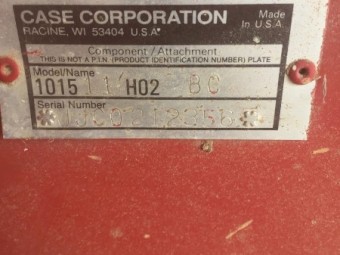 CASE CORPORATION
Made
RACINE, WI 53404 U.S.A.
In U.S.A.
Component/Attachment
THIS IS NOT A P.I.N. (PRODUCT IDENTIFICATION NUMBER) PLATE
Model/Name
1015 H02
Serial Number